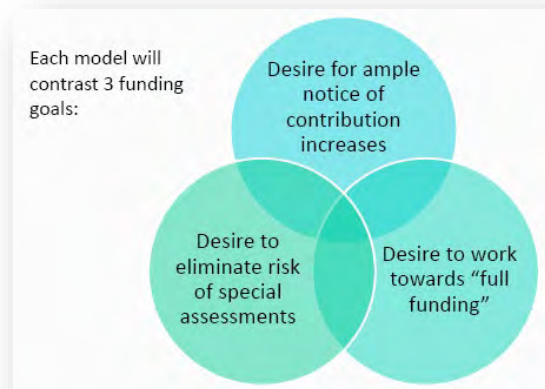 Each model will
contrast 3 funding
goals:
Desire for ample
notice of
contribution
increases
Desire to
eliminate risk
of special
assessments
Desire to work
towards “full
funding”